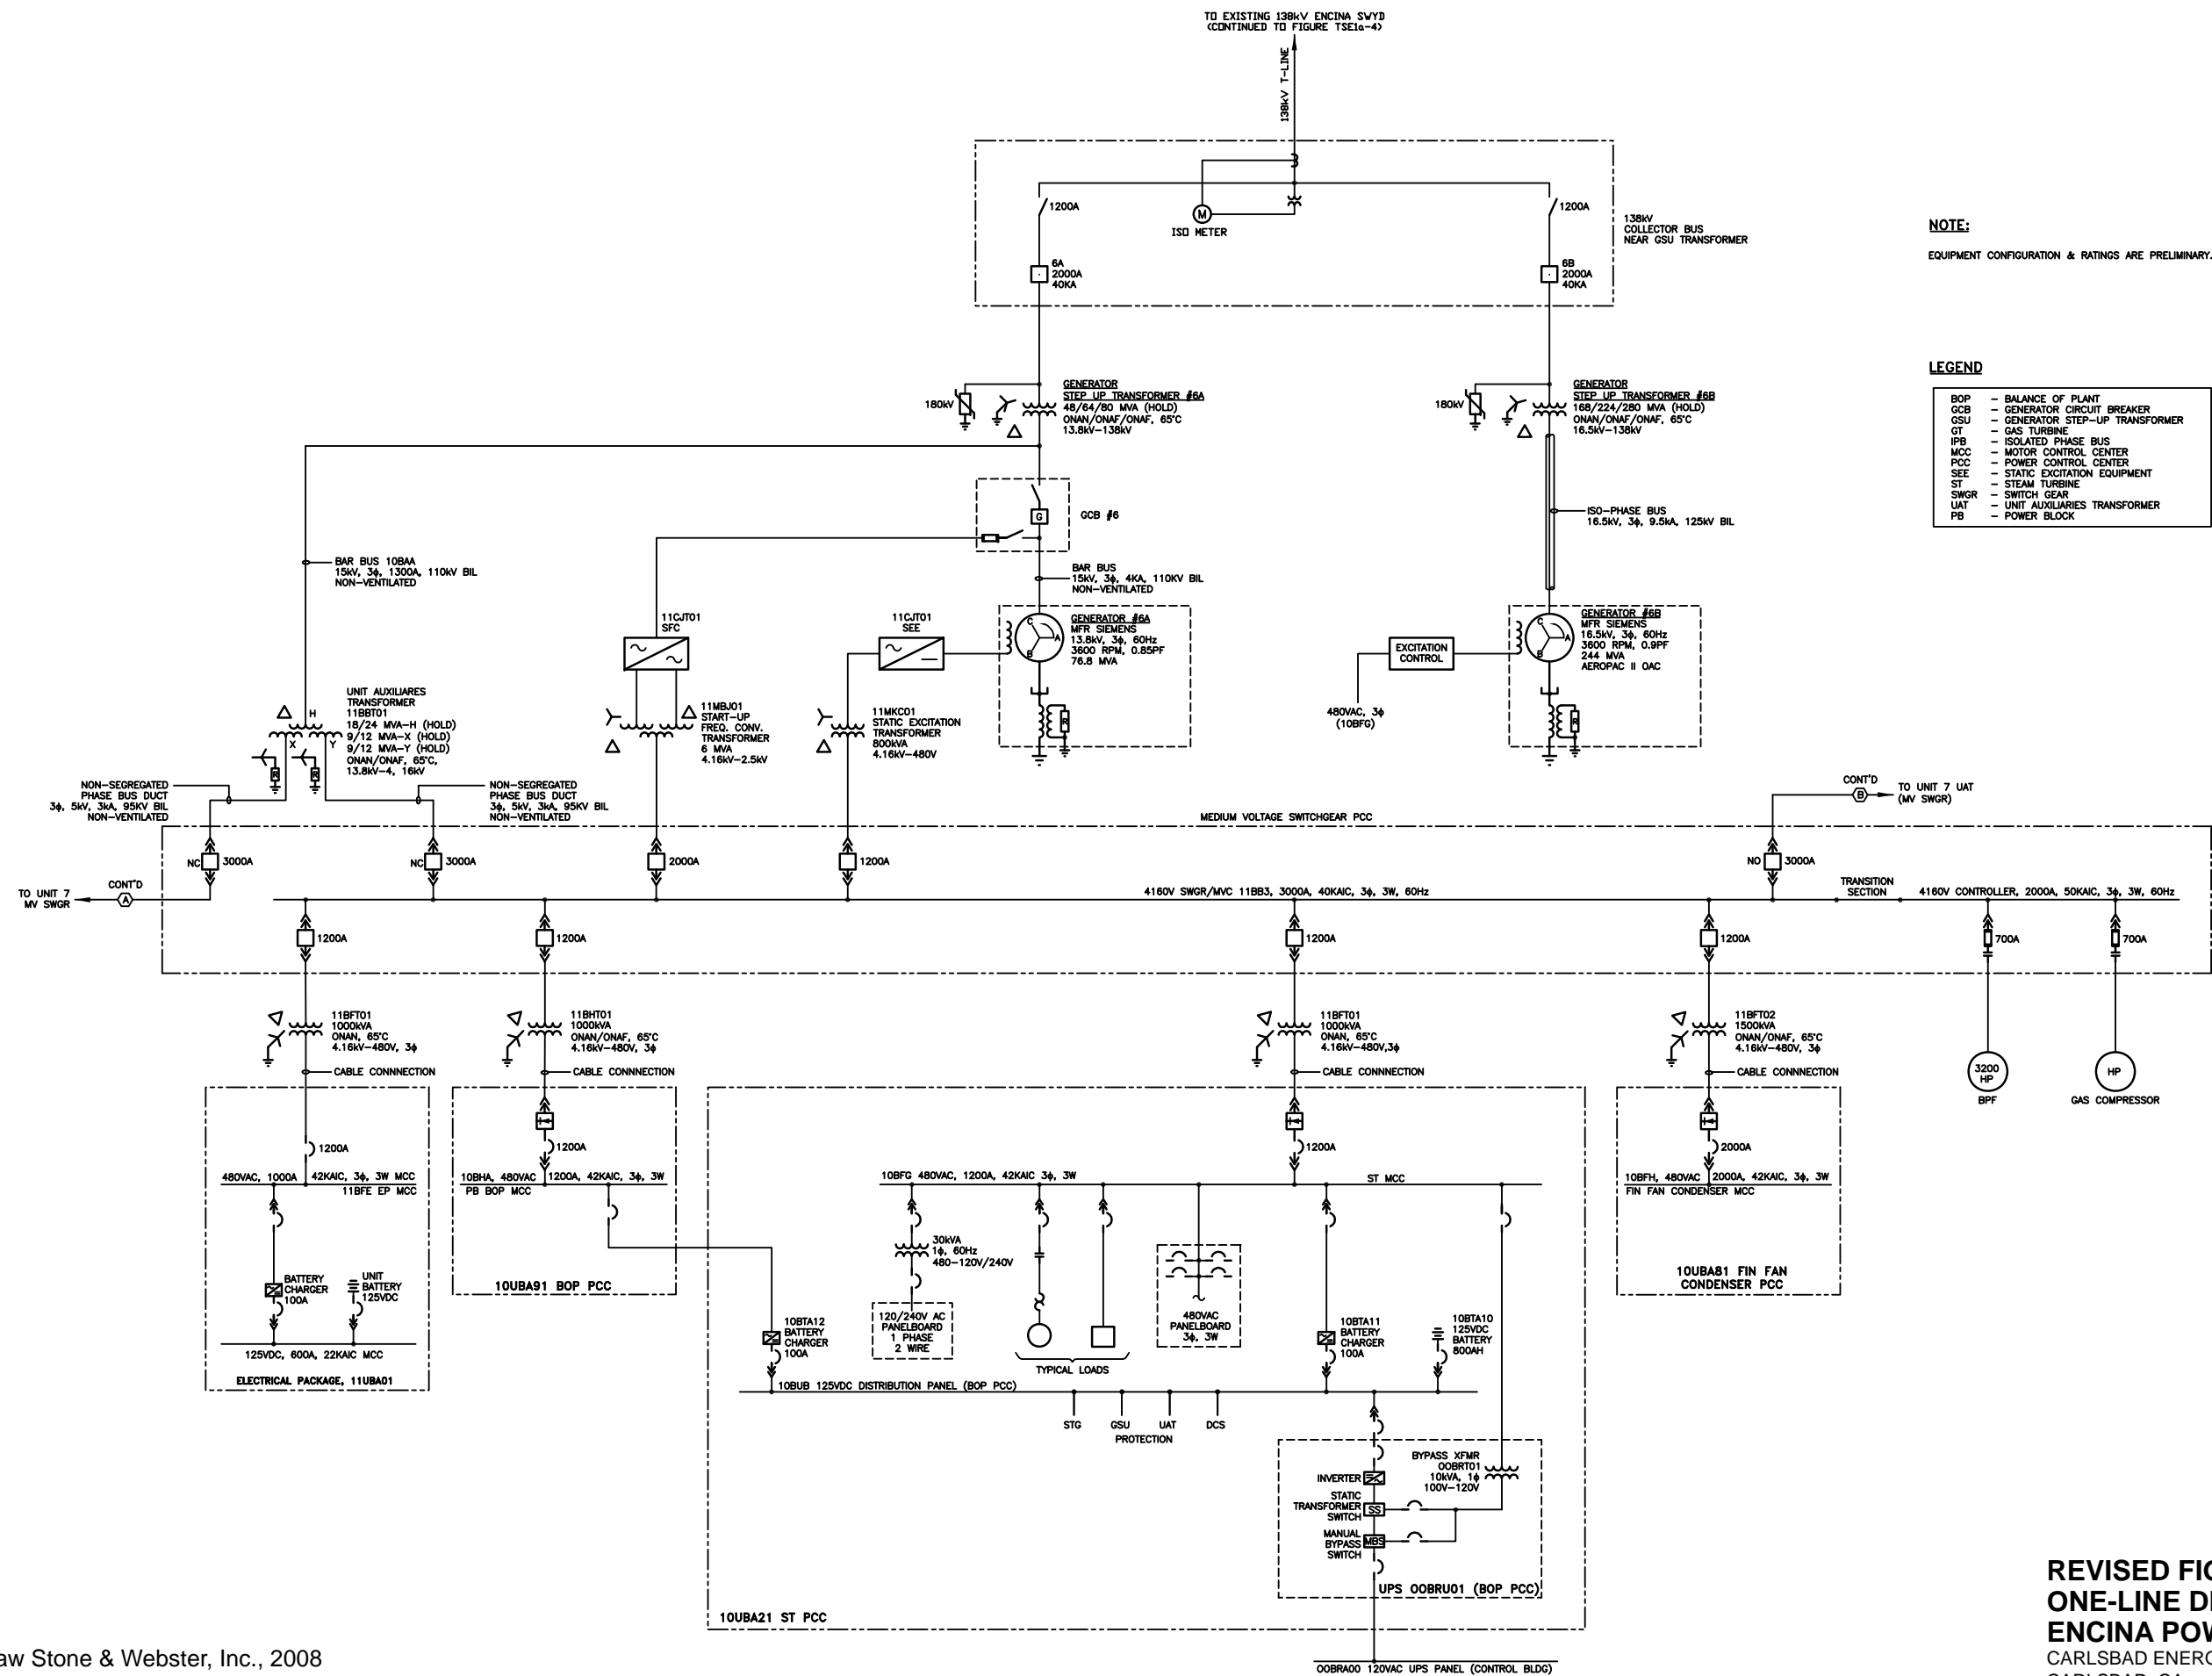 TO EXISTING 138kV ENCINA SWYD
(CONTINUED TO FIGURE TSE1a-4)
138kV T-LINE
1200A
M
ISO METER
1200A
138kV
COLLECTOR BUS
NEAR GSU TRANSFORMER
6A
2000A
40KA
6B
2000A
40KA
NOTE:
EQUIPMENT CONFIGURATION & RATINGS ARE PRELIMINARY.
LEGEND
BOP – BALANCE OF PLANT
GCB – GENERATOR CIRCUIT BREAKER
GSU – GENERATOR STEP-UP TRANSFORMER
GT – GAS TURBINE
IPB – ISOLATED PHASE BUS
MCC – MOTOR CONTROL CENTER
PCC – POWER CONTROL CENTER
SEE – STATIC EXCITATION EQUIPMENT
ST – STEAM TURBINE
SWGR – SWITCH GEAR
UAT – UNIT AUXILIARIES TRANSFORMER
PB – POWER BLOCK
180kV
GENERATOR
STEP UP TRANSFORMER #6A
48/64/80 MVA (HOLD)
ONAN/ONAF/ONAF, 65°C
13.8kV-138kV
180kV
GENERATOR
STEP UP TRANSFORMER #6B
168/224/280 MVA (HOLD)
ONAN/ONAF/ONAF, 65°C
16.5kV-138kV
G
GCB #6
ISO-PHASE BUS
16.5kV, 3ϕ, 9.5kA, 125kV BIL
BAR BUS 10BAA
15kV, 3ϕ, 1300A, 110kV BIL
NON-VENTILATED
BAR BUS
15kV, 3ϕ, 4KA, 110KV BIL
NON-VENTILATED
11CJT01
SFC
11CJT01
SEE
C
A
B
GENERATOR #6A
MFR SIEMENS
13.8kV, 3ϕ, 60Hz
3600 RPM, 0.85PF
76.8 MVA
R
EXCITATION
CONTROL
480VAC, 3ϕ
(10BFG)
C
A
B
GENERATOR #6B
MFR SIEMENS
16.5kV, 3ϕ, 60Hz
3600 RPM, 0.9PF
244 MVA
AEROPAC II OAC
R
H
X
Y
R
R
UNIT AUXILIARES
TRANSFORMER
11BBT01
18/24 MVA-H (HOLD)
9/12 MVA-X (HOLD)
9/12 MVA-Y (HOLD)
ONAN/ONAF, 65°C,
13.8kV-4, 16kV
11MBJ01
START-UP
FREQ. CONV.
TRANSFORMER
6 MVA
4.16kV-2.5kV
11MKC01
STATIC EXCITATION
TRANSFORMER
800kVA
4.16kV-480V
NON-SEGREGATED
PHASE BUS DUCT
3ϕ, 5kV, 3kA, 95KV BIL
NON-VENTILATED
NON-SEGREGATED
PHASE BUS DUCT
3ϕ, 5kV, 3kA, 95KV BIL
NON-VENTILATED
CONT'D
B
TO UNIT 7 UAT
(MV SWGR)
MEDIUM VOLTAGE SWITCHGEAR PCC
NC
3000A
NC
3000A
2000A
1200A
NO
3000A
TO UNIT 7
MV SWGR
CONT'D
A
4160V SWGR/MVC 11BB3, 3000A, 40KAIC, 3ϕ, 3W, 60Hz
TRANSITION
SECTION
4160V CONTROLLER, 2000A, 50KAIC, 3ϕ, 3W, 60Hz
1200A
1200A
1200A
1200A
700A
700A
11BFT01
1000kVA
ONAN, 65°C
4.16kV-480V, 3ϕ
11BHT01
1000kVA
ONAN/ONAF, 65°C
4.16kV-480V, 3ϕ
11BFT01
1000kVA
ONAN, 65°C
4.16kV-480V,3ϕ
11BFT02
1500kVA
ONAN/ONAF, 65°C
4.16kV-480V, 3ϕ
CABLE CONNNECTION
CABLE CONNNECTION
CABLE CONNNECTION
CABLE CONNNECTION
3200
HP
BPF
HP
GAS COMPRESSOR
1200A
1200A
1200A
2000A
480VAC, 1000A 42KAIC, 3ϕ, 3W MCC
11BFE EP MCC
10BHA, 480VAC 1200A, 42KAIC, 3ϕ, 3W
PB BOP MCC
10BFG 480VAC, 1200A, 42KAIC 3ϕ, 3W
ST MCC
10BFH, 480VAC 2000A, 42KAIC, 3ϕ, 3W
FIN FAN CONDENSER MCC
BATTERY
CHARGER
100A
UNIT
BATTERY
125VDC
125VDC, 600A, 22KAIC MCC
ELECTRICAL PACKAGE, 11UBA01
10UBA91 BOP PCC
30kVA
1ϕ, 60Hz
480-120V/240V
120/240V AC
PANELBOARD
1 PHASE
2 WIRE
10BTA12
BATTERY
CHARGER
100A
TYPICAL LOADS
480VAC
PANELBOARD
3ϕ, 3W
10BTA11
BATTERY
CHARGER
100A
10BTA10
125VDC
BATTERY
800AH
10UBA81 FIN FAN
CONDENSER PCC
10BUB 125VDC DISTRIBUTION PANEL (BOP PCC)
STG
GSU
UAT
DCS
PROTECTION
INVERTER
BYPASS XFMR
00BRT01
10kVA, 1ϕ
100V-120V
STATIC
TRANSFORMER
SWITCH
SS
MANUAL
BYPASS
SWITCH
MBS
UPS 00BRU01 (BOP PCC)
10UBA21 ST PCC
00BRA00 120VAC UPS PANEL (CONTROL BLDG)
aw Stone & Webster, Inc., 2008
REVISED FIG
ONE-LINE DI
ENCINA POW
CARLSBAD ENERG